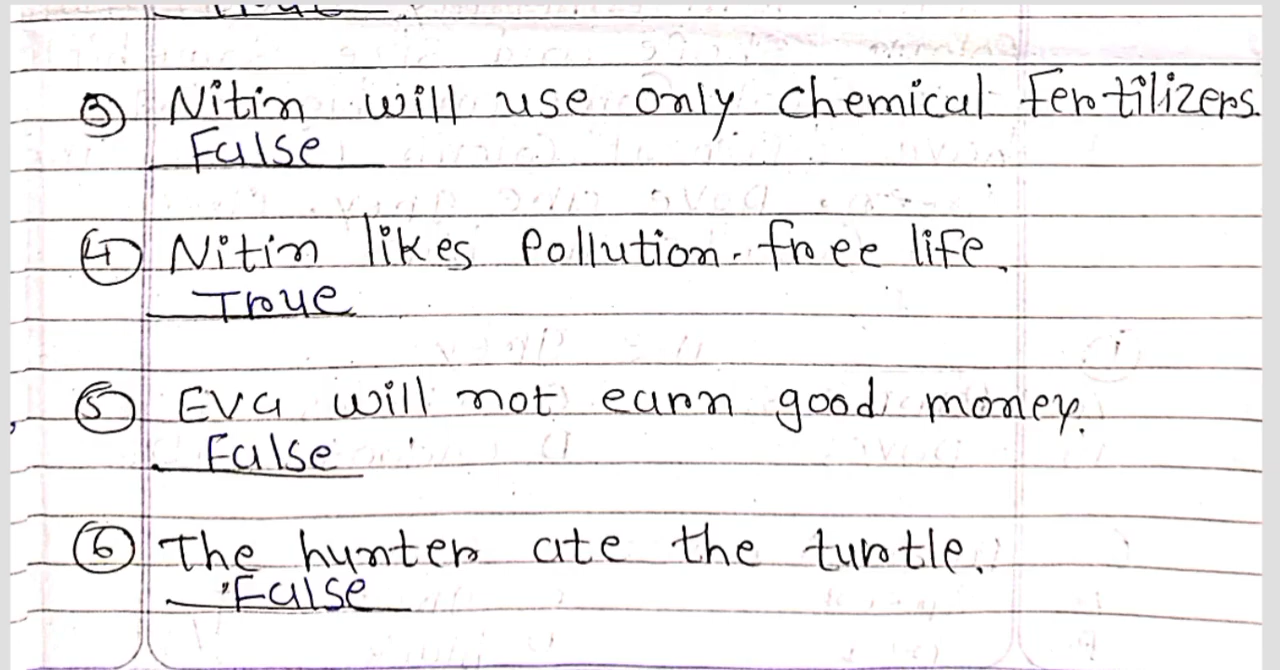 ③ Nitin will use only chemical fertilizers.
False
④ Nitin likes Pollution-free life.
True
⑤ Eva will not earn good money.
False
⑥ The hunter ate the turtle.
False